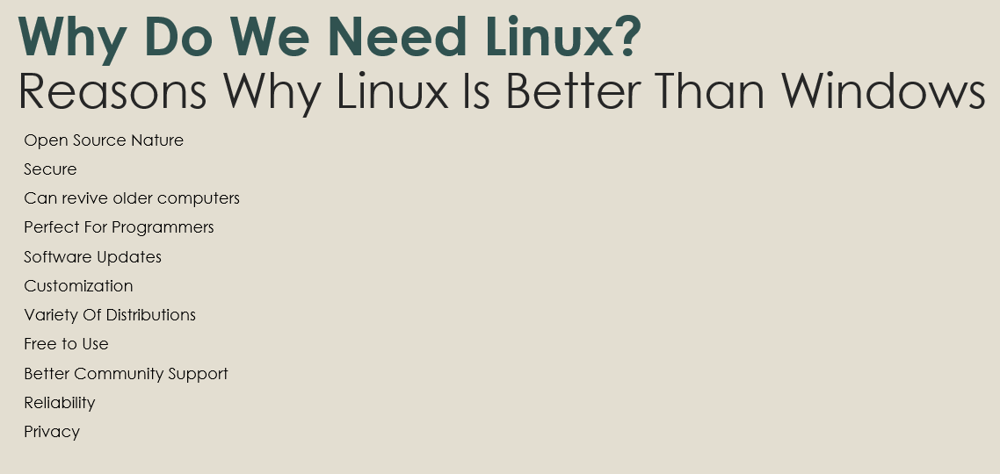 Why Do We Need Linux?
Reasons Why Linux Is Better Than Windows
Open Source Nature
Secure
Can revive older computers
Perfect For Programmers
Software Updates
Customization
Variety Of Distributions
Free to Use
Better Community Support
Reliability
Privacy